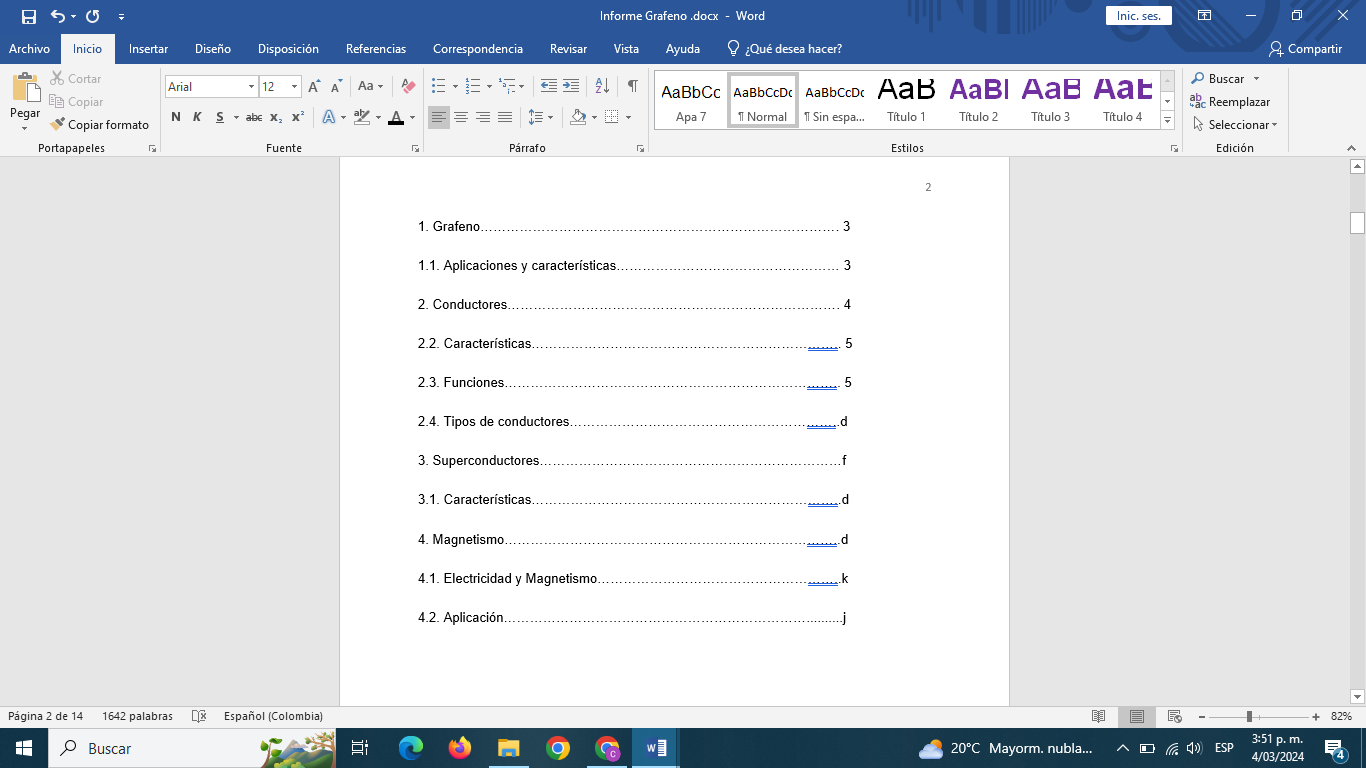 Informe Grafeno .docx - Word
Inic. ses.
Archivo Inicio Insertar Diseño Disposición Referencias Correspondencia Revisar Vista Ayuda ¿Qué desea hacer? Compartir
Pegar
Cortar
Copiar
Copiar formato
Portapapeles
Arial 12
N K S abc x₂ x²
Fuente
Párrafo
AaBbCc AaBbCcDc AaBbCcDc AaB AaBl AaB AaB
Apa 7 ¶ Normal ¶ Sin espa... Título 1 Título 2 Título 3 Título 4
Estilos
Buscar
Reemplazar
Seleccionar
Edición
2
1. Grafeno………………………………………………………………………. 3
1.1. Aplicaciones y características…………………………………………… 3
2. Conductores…………………………………………………………………. 4
2.2. Características……………………………………………………………. 5
2.3. Funciones…………………………………………………………………. 5
2.4. Tipos de conductores…………………………………………………….d
3. Superconductores……………………………………………………………f
3.1. Características…………………………………………………………….d
4. Magnetismo………………………………………………………………….d
4.1. Electricidad y Magnetismo……………………………………………….k
4.2. Aplicación…………………………………………………………….........j
Página 2 de 14 1642 palabras Español (Colombia) 82%
Buscar
20°C Mayorm. nubla... ESP
3:51 p. m.
4/03/2024
4